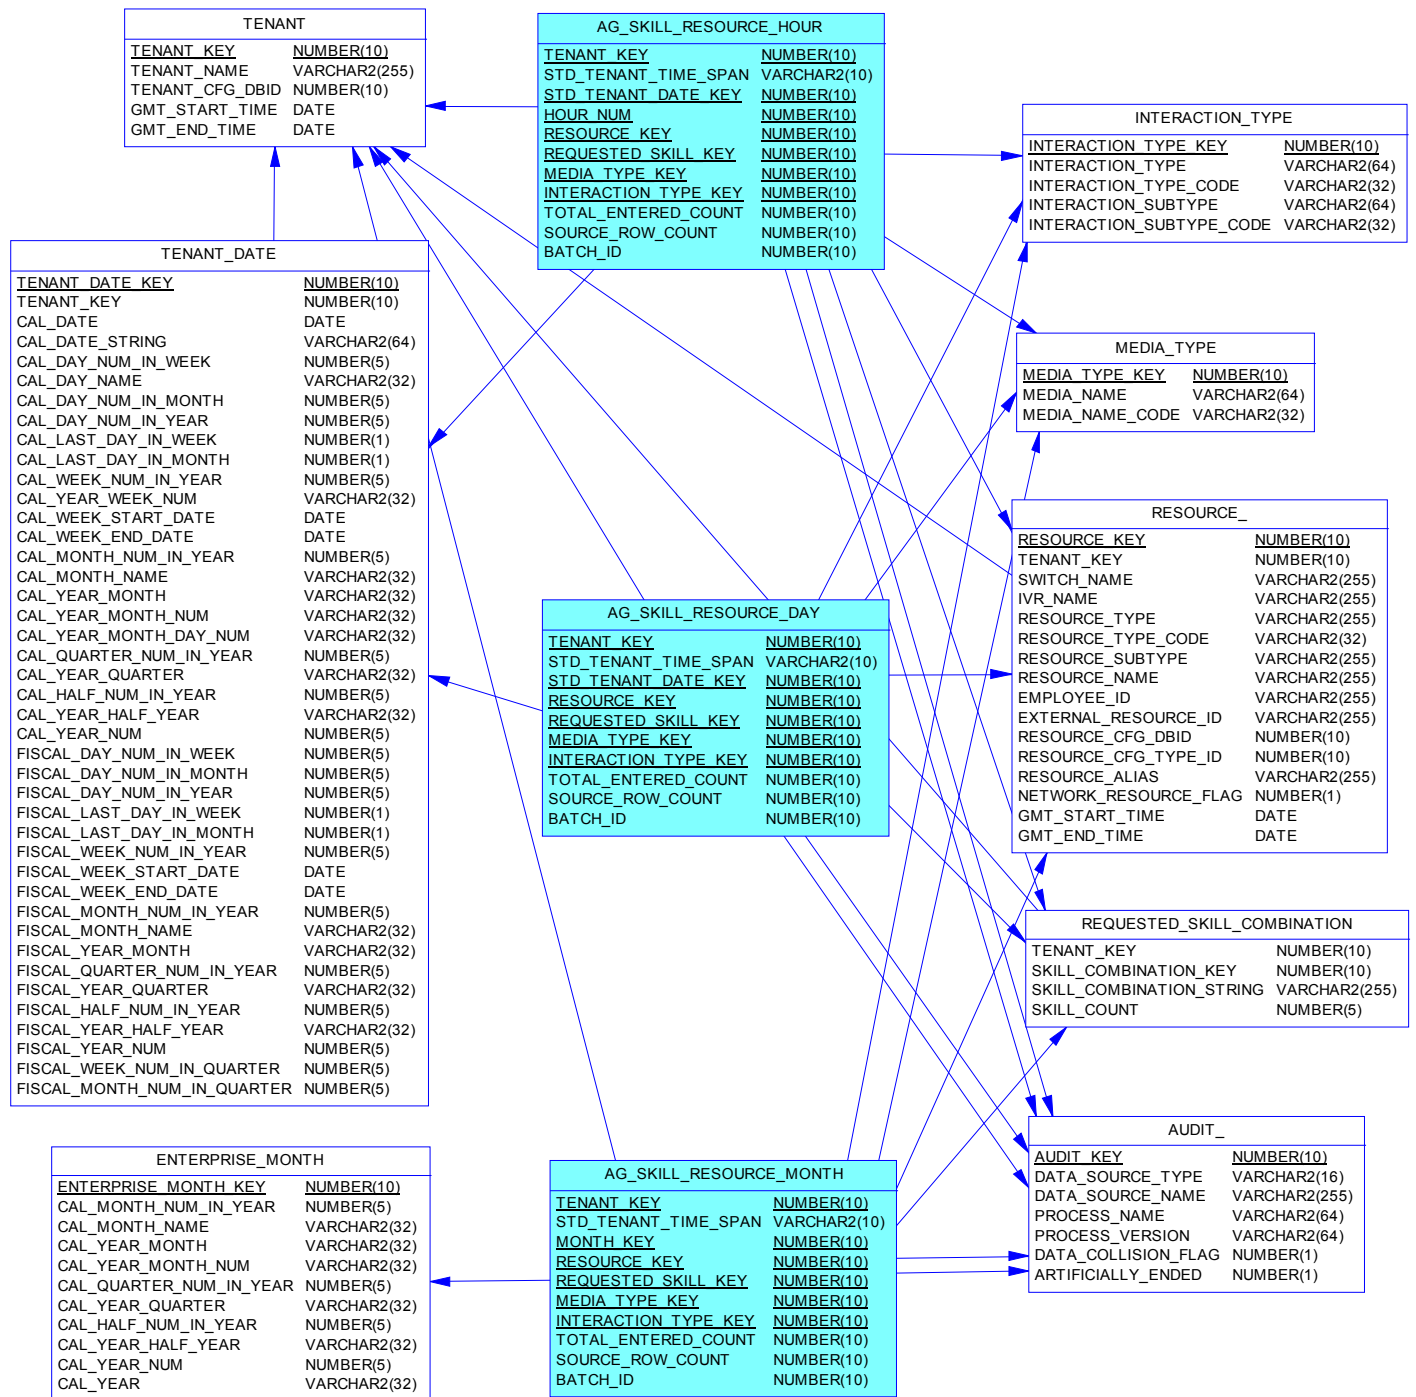 TENANT
TENANT_KEY NUMBER(10)
TENANT_NAME VARCHAR2(255)
TENANT_CFG_DBID NUMBER(10)
GMT_START_TIME DATE
GMT_END_TIME DATE
AG_SKILL_RESOURCE_HOUR
TENANT_KEY NUMBER(10)
STD_TENANT_TIME_SPAN VARCHAR2(10)
STD_TENANT_DATE_KEY NUMBER(10)
HOUR_NUM NUMBER(10)
RESOURCE_KEY NUMBER(10)
REQUESTED_SKILL_KEY NUMBER(10)
MEDIA_TYPE_KEY NUMBER(10)
INTERACTION_TYPE_KEY NUMBER(10)
TOTAL_ENTERED_COUNT NUMBER(10)
SOURCE_ROW_COUNT NUMBER(10)
BATCH_ID NUMBER(10)
INTERACTION_TYPE
INTERACTION_TYPE_KEY NUMBER(10)
INTERACTION_TYPE VARCHAR2(64)
INTERACTION_TYPE_CODE VARCHAR2(32)
INTERACTION_SUBTYPE VARCHAR2(64)
INTERACTION_SUBTYPE_CODE VARCHAR2(32)
TENANT_DATE
TENANT_DATE_KEY NUMBER(10)
TENANT_KEY NUMBER(10)
CAL_DATE DATE
CAL_DATE_STRING VARCHAR2(64)
CAL_DAY_NUM_IN_WEEK NUMBER(5)
CAL_DAY_NAME VARCHAR2(32)
CAL_DAY_NUM_IN_MONTH NUMBER(5)
CAL_DAY_NUM_IN_YEAR NUMBER(5)
CAL_LAST_DAY_IN_WEEK NUMBER(1)
CAL_LAST_DAY_IN_MONTH NUMBER(1)
CAL_WEEK_NUM_IN_YEAR NUMBER(5)
CAL_YEAR_WEEK_NUM VARCHAR2(32)
CAL_WEEK_START_DATE DATE
CAL_WEEK_END_DATE DATE
CAL_MONTH_NUM_IN_YEAR NUMBER(5)
CAL_MONTH_NAME VARCHAR2(32)
CAL_YEAR_MONTH VARCHAR2(32)
CAL_YEAR_MONTH_NUM VARCHAR2(32)
CAL_YEAR_MONTH_DAY_NUM VARCHAR2(32)
CAL_QUARTER_NUM_IN_YEAR NUMBER(5)
CAL_YEAR_QUARTER VARCHAR2(32)
CAL_HALF_NUM_IN_YEAR NUMBER(5)
CAL_YEAR_HALF_YEAR VARCHAR2(32)
CAL_YEAR_NUM NUMBER(5)
FISCAL_DAY_NUM_IN_WEEK NUMBER(5)
FISCAL_DAY_NUM_IN_MONTH NUMBER(5)
FISCAL_DAY_NUM_IN_YEAR NUMBER(5)
FISCAL_LAST_DAY_IN_WEEK NUMBER(1)
FISCAL_LAST_DAY_IN_MONTH NUMBER(1)
FISCAL_WEEK_NUM_IN_YEAR NUMBER(5)
FISCAL_WEEK_START_DATE DATE
FISCAL_WEEK_END_DATE DATE
FISCAL_MONTH_NUM_IN_YEAR NUMBER(5)
FISCAL_MONTH_NAME VARCHAR2(32)
FISCAL_YEAR_MONTH VARCHAR2(32)
FISCAL_QUARTER_NUM_IN_YEAR NUMBER(5)
FISCAL_YEAR_QUARTER VARCHAR2(32)
FISCAL_HALF_NUM_IN_YEAR NUMBER(5)
FISCAL_YEAR_HALF_YEAR VARCHAR2(32)
FISCAL_YEAR_NUM NUMBER(5)
FISCAL_WEEK_NUM_IN_QUARTER NUMBER(5)
FISCAL_MONTH_NUM_IN_QUARTER NUMBER(5)
MEDIA_TYPE
MEDIA_TYPE_KEY NUMBER(10)
MEDIA_NAME VARCHAR2(64)
MEDIA_NAME_CODE VARCHAR2(32)
RESOURCE_
RESOURCE_KEY NUMBER(10)
TENANT_KEY NUMBER(10)
SWITCH_NAME VARCHAR2(255)
IVR_NAME VARCHAR2(255)
RESOURCE_TYPE VARCHAR2(255)
RESOURCE_TYPE_CODE VARCHAR2(32)
RESOURCE_SUBTYPE VARCHAR2(255)
RESOURCE_NAME VARCHAR2(255)
EMPLOYEE_ID VARCHAR2(255)
EXTERNAL_RESOURCE_ID VARCHAR2(255)
RESOURCE_CFG_DBID NUMBER(10)
RESOURCE_CFG_TYPE_ID NUMBER(10)
RESOURCE_ALIAS VARCHAR2(255)
NETWORK_RESOURCE_FLAG NUMBER(1)
GMT_START_TIME DATE
GMT_END_TIME DATE
AG_SKILL_RESOURCE_DAY
TENANT_KEY NUMBER(10)
STD_TENANT_TIME_SPAN VARCHAR2(10)
STD_TENANT_DATE_KEY NUMBER(10)
RESOURCE_KEY NUMBER(10)
REQUESTED_SKILL_KEY NUMBER(10)
MEDIA_TYPE_KEY NUMBER(10)
INTERACTION_TYPE_KEY NUMBER(10)
TOTAL_ENTERED_COUNT NUMBER(10)
SOURCE_ROW_COUNT NUMBER(10)
BATCH_ID NUMBER(10)
REQUESTED_SKILL_COMBINATION
TENANT_KEY NUMBER(10)
SKILL_COMBINATION_KEY NUMBER(10)
SKILL_COMBINATION_STRING VARCHAR2(255)
SKILL_COUNT NUMBER(5)
AUDIT_
AUDIT_KEY NUMBER(10)
DATA_SOURCE_TYPE VARCHAR2(16)
DATA_SOURCE_NAME VARCHAR2(255)
PROCESS_NAME VARCHAR2(64)
PROCESS_VERSION VARCHAR2(64)
DATA_COLLISION_FLAG NUMBER(1)
ARTIFICIALLY_ENDED NUMBER(1)
ENTERPRISE_MONTH
ENTERPRISE_MONTH_KEY NUMBER(10)
CAL_MONTH_NUM_IN_YEAR NUMBER(5)
CAL_MONTH_NAME VARCHAR2(32)
CAL_YEAR_MONTH VARCHAR2(32)
CAL_YEAR_MONTH_NUM VARCHAR2(32)
CAL_QUARTER_NUM_IN_YEAR NUMBER(5)
CAL_YEAR_QUARTER VARCHAR2(32)
CAL_HALF_NUM_IN_YEAR NUMBER(5)
CAL_YEAR_HALF_YEAR VARCHAR2(32)
CAL_YEAR_NUM NUMBER(5)
CAL_YEAR VARCHAR2(32)
AG_SKILL_RESOURCE_MONTH
TENANT_KEY NUMBER(10)
STD_TENANT_TIME_SPAN VARCHAR2(10)
MONTH_KEY NUMBER(10)
RESOURCE_KEY NUMBER(10)
REQUESTED_SKILL_KEY NUMBER(10)
MEDIA_TYPE_KEY NUMBER(10)
INTERACTION_TYPE_KEY NUMBER(10)
TOTAL_ENTERED_COUNT NUMBER(10)
SOURCE_ROW_COUNT NUMBER(10)
BATCH_ID NUMBER(10)